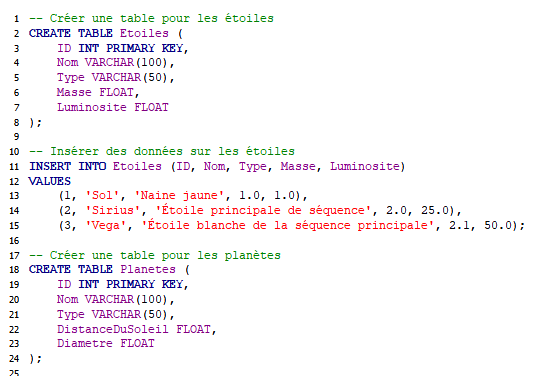 1 -- Créer une table pour les étoiles
2 CREATE TABLE Etoiles (
3 ID INT PRIMARY KEY,
4 Nom VARCHAR(100),
5 Type VARCHAR(50),
6 Masse FLOAT,
7 Luminosite FLOAT
8 );
9
10 -- Insérer des données sur les étoiles
11 INSERT INTO Etoiles (ID, Nom, Type, Masse, Luminosite)
12 VALUES
13 (1, 'Sol', 'Naine jaune', 1.0, 1.0),
14 (2, 'Sirius', 'Étoile principale de séquence', 2.0, 25.0),
15 (3, 'Vega', 'Étoile blanche de la séquence principale', 2.1, 50.0);
16
17 -- Créer une table pour les planètes
18 CREATE TABLE Planetes (
19 ID INT PRIMARY KEY,
20 Nom VARCHAR(100),
21 Type VARCHAR(50),
22 DistanceDuSoleil FLOAT,
23 Diametre FLOAT
24 );
25